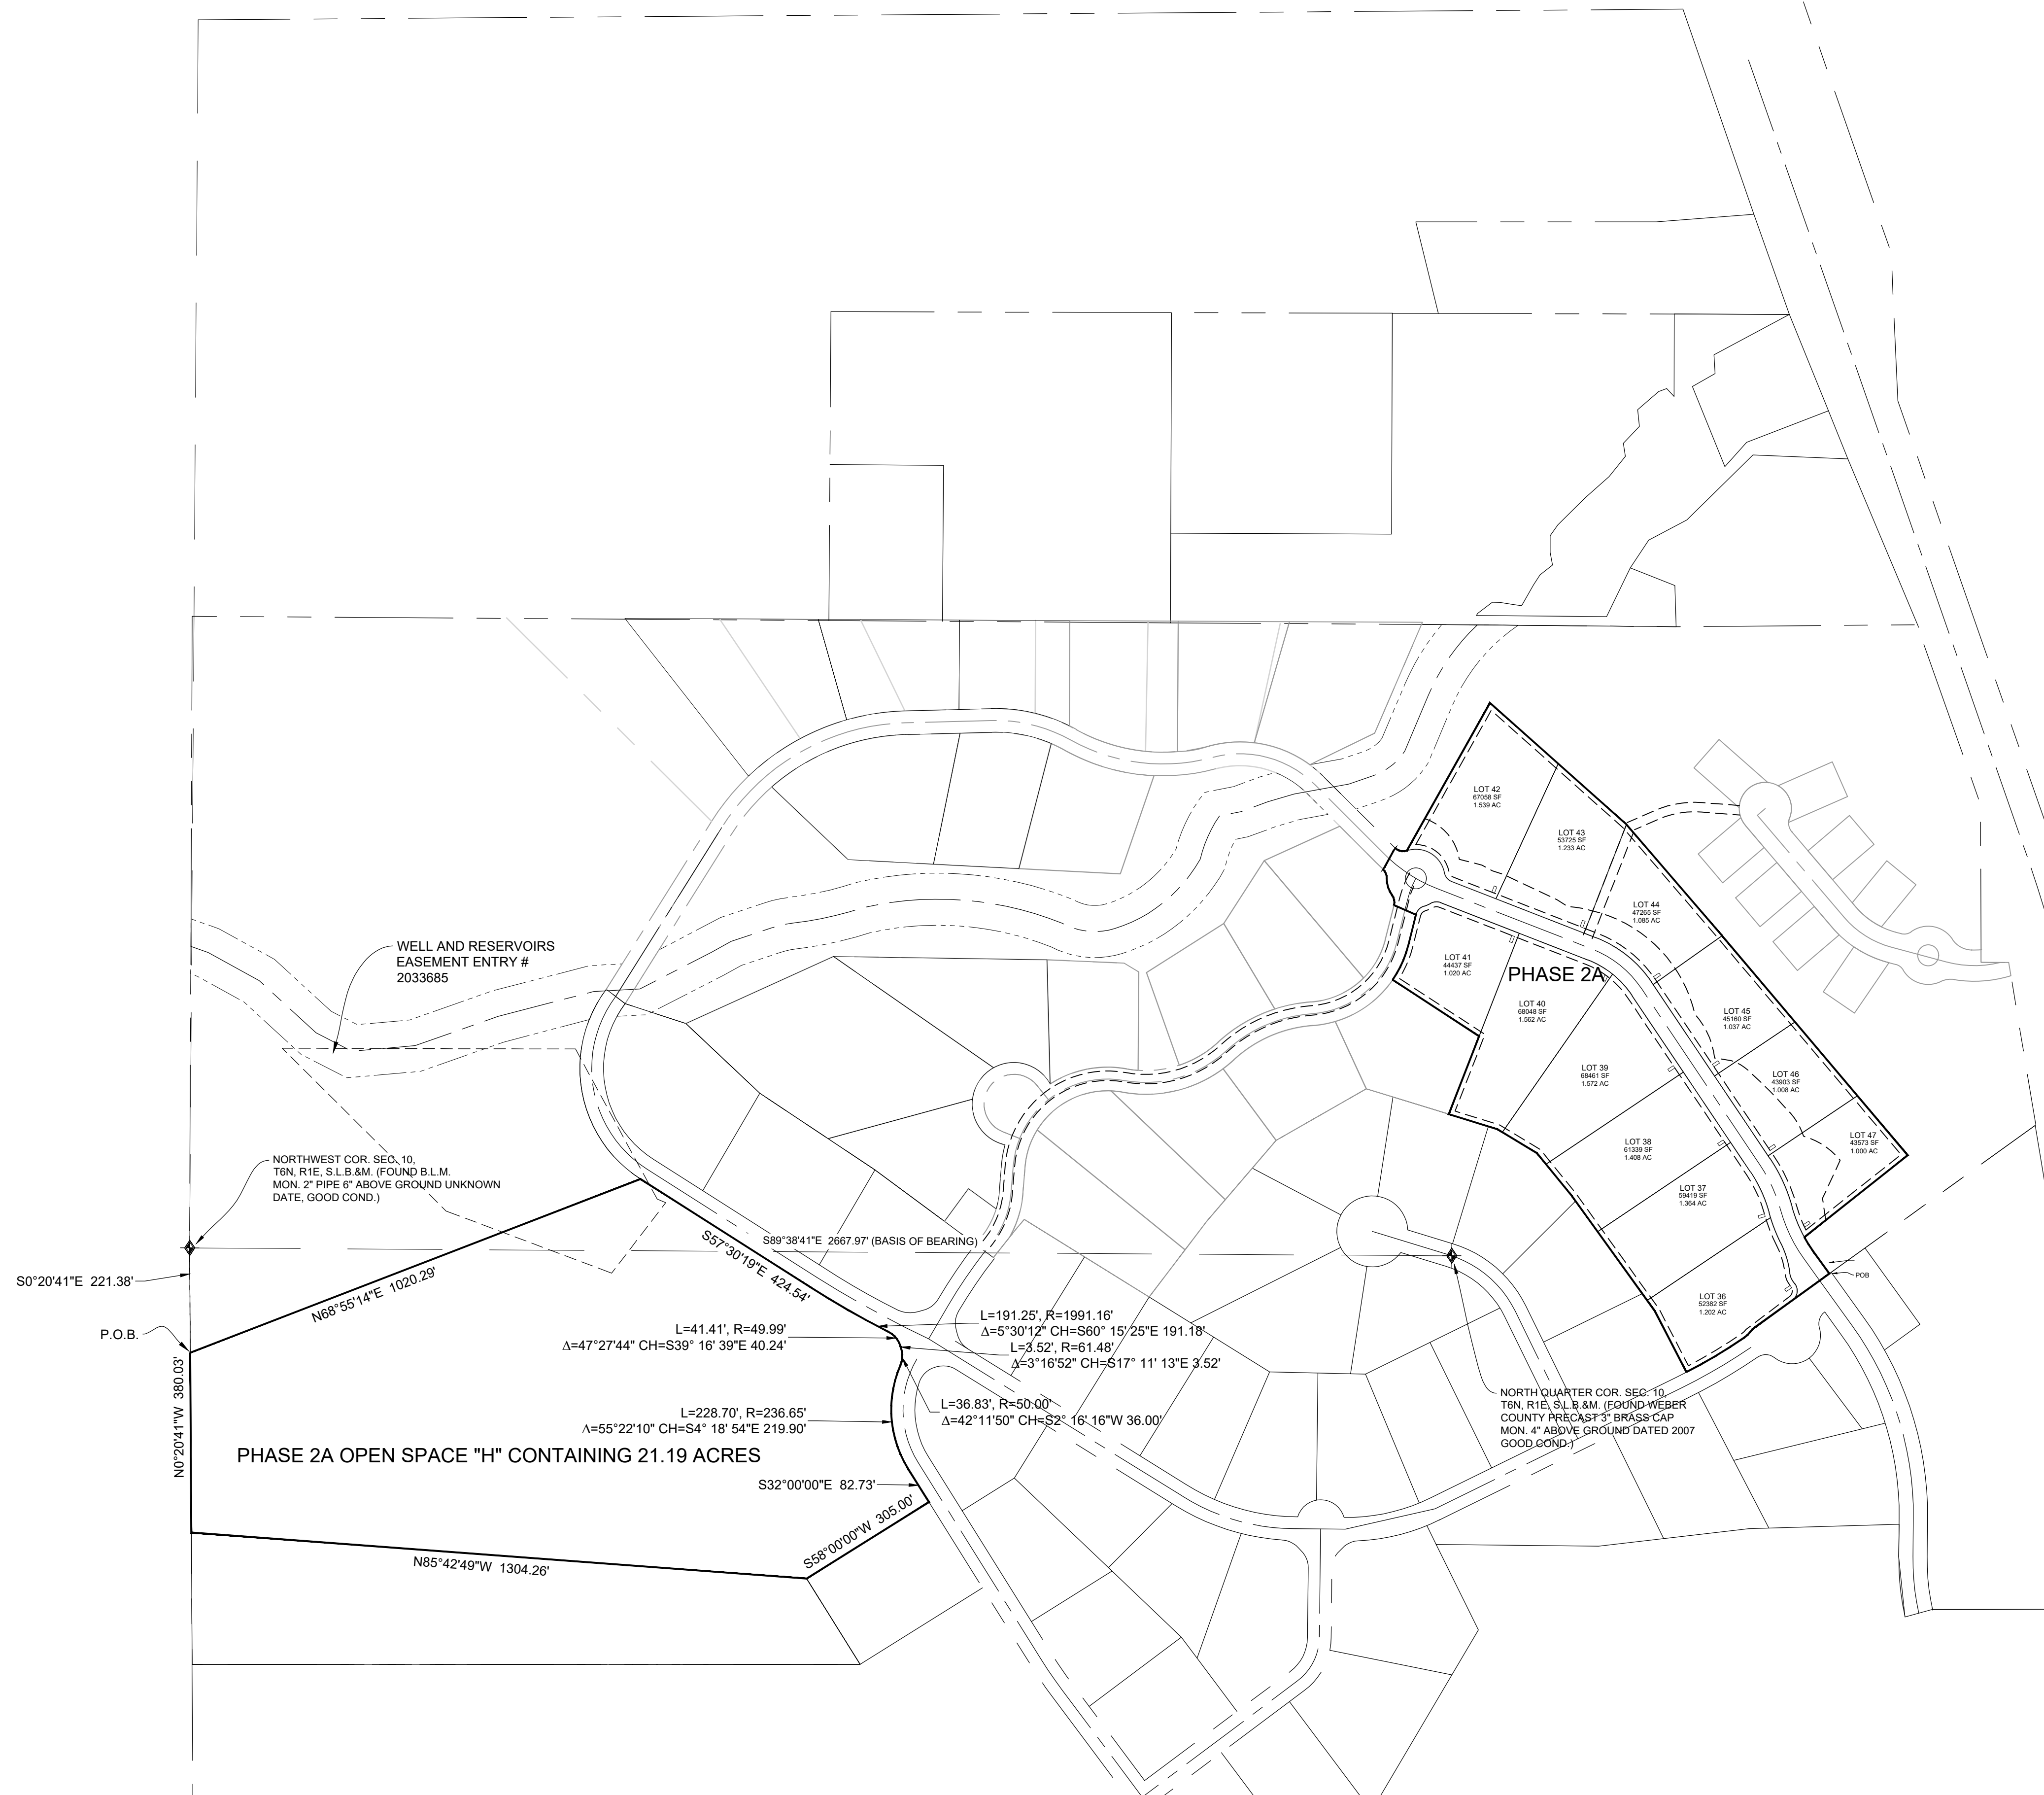 LOT 42
67058 SF
1.539 AC
LOT 43
53725 SF
1.233 AC
LOT 44
47265 SF
1.085 AC
LOT 41
44437 SF
1.020 AC
PHASE 2A
LOT 40
68048 SF
1.562 AC
LOT 45
45160 SF
1.037 AC
LOT 39
68461 SF
1.572 AC
LOT 46
43903 SF
1.008 AC
LOT 38
61339 SF
1.408 AC
LOT 47
43573 SF
1.000 AC
LOT 37
59419 SF
1.364 AC
LOT 36
52382 SF
1.202 AC
POB
WELL AND RESERVOIRS
EASEMENT ENTRY #
2033685
NORTHWEST COR. SEC. 10,
T6N, R1E, S.L.B.&M. (FOUND B.L.M.
MON. 2" PIPE 6" ABOVE GROUND UNKNOWN
DATE, GOOD COND.)
S89°38'41"E 2667.97' (BASIS OF BEARING)
S0°20'41"E 221.38'
N68°55'14"E 1020.29'
S57°30'19"E 424.54'
P.O.B.
L=191.25', R=1991.16'
Δ=5°30'12" CH=S60° 15' 25"E 191.18'
L=41.41', R=49.99'
Δ=47°27'44" CH=S39° 16' 39"E 40.24'
L=3.52', R=61.48'
Δ=3°16'52" CH=S17° 11' 13"E 3.52'
L=36.83', R=50.00'
Δ=42°11'50" CH=S2° 16' 16"W 36.00'
L=228.70', R=236.65'
Δ=55°22'10" CH=S4° 18' 54"E 219.90'
N0°20'41"W 380.03'
PHASE 2A OPEN SPACE "H" CONTAINING 21.19 ACRES
S32°00'00"E 82.73'
S58°00'00"W 305.00'
N85°42'49"W 1304.26'
NORTH QUARTER COR. SEC. 10,
T6N, R1E, S.L.B.&M. (FOUND WEBER
COUNTY PRECAST 3" BRASS CAP
MON. 4" ABOVE GROUND DATED 2007
GOOD COND.)